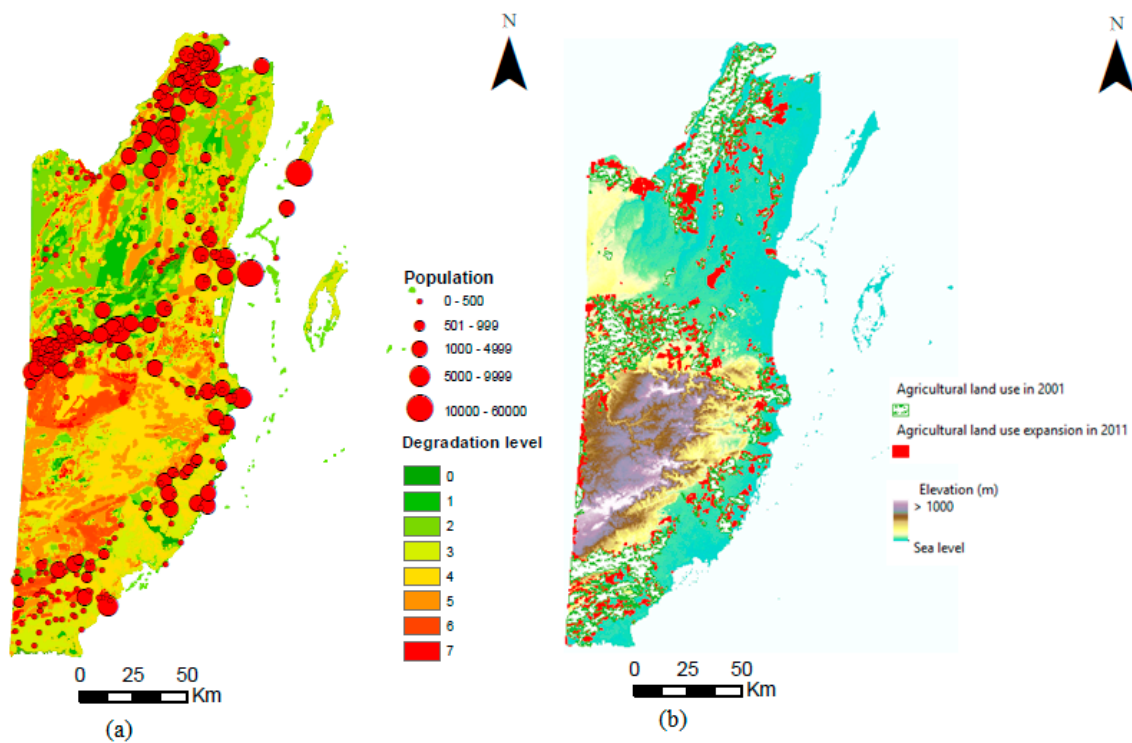 N
Population
0 - 500
501 - 999
1000 - 4999
5000 - 9999
10000 - 60000
Degradation level
0
1
2
3
4
5
6
7
0 25 50
Km
(a)
N
Agricultural land use in 2001
Agricultural land use expansion in 2011
Elevation (m)
> 1000
Sea level
0 25 50
Km
(b)